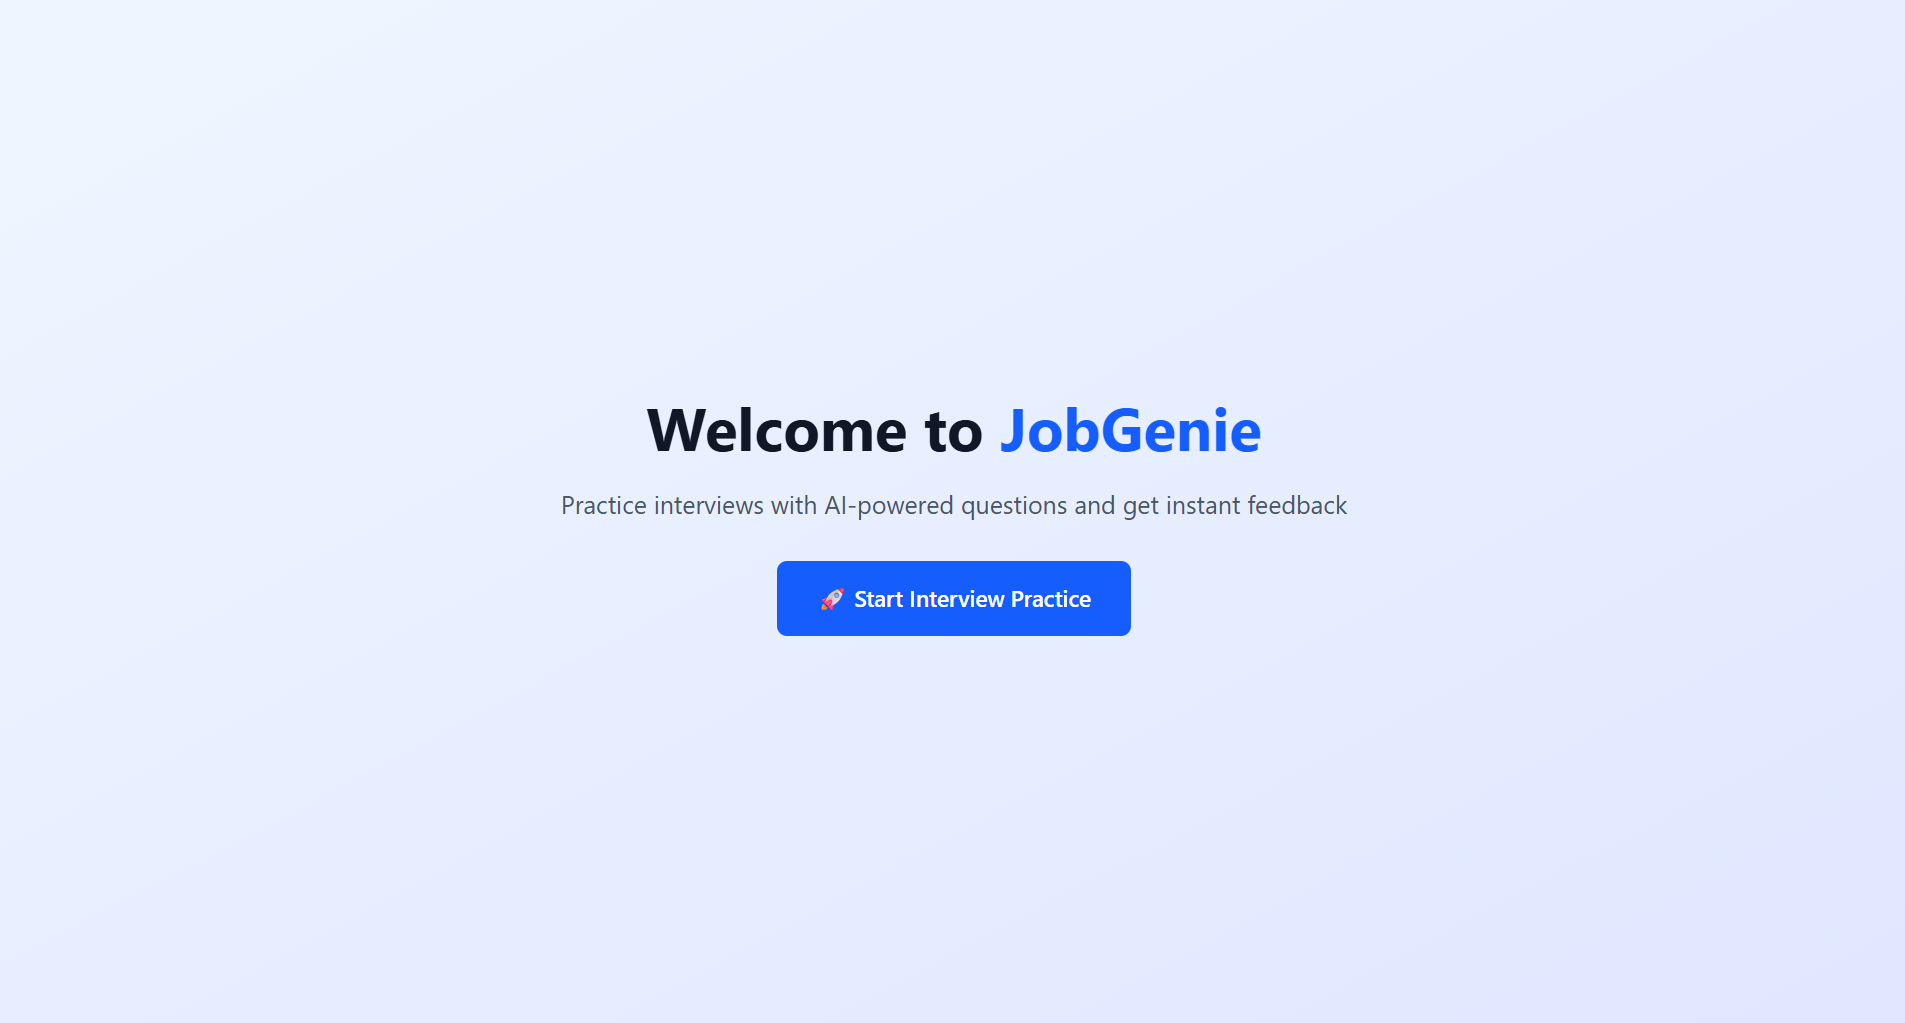 Welcome to JobGenie
Practice interviews with AI-powered questions and get instant feedback
🚀 Start Interview Practice